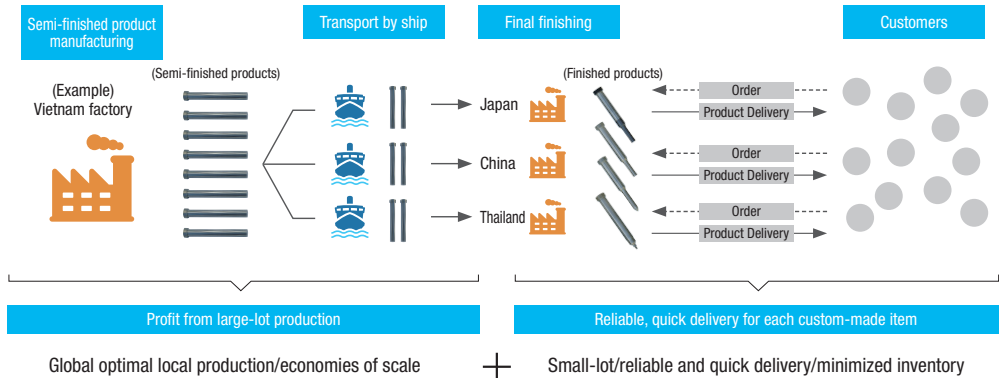 Semi-finished product
manufacturing
Transport by ship
Final finishing
Customers
(Example)
Vietnam factory
(Semi-finished products)
(Finished products)
Japan
Order
Product Delivery
China
Order
Product Delivery
Thailand
Order
Product Delivery
Profit from large-lot production
Reliable, quick delivery for each custom-made item
Global optimal local production/economies of scale
+
Small-lot/reliable and quick delivery/minimized inventory